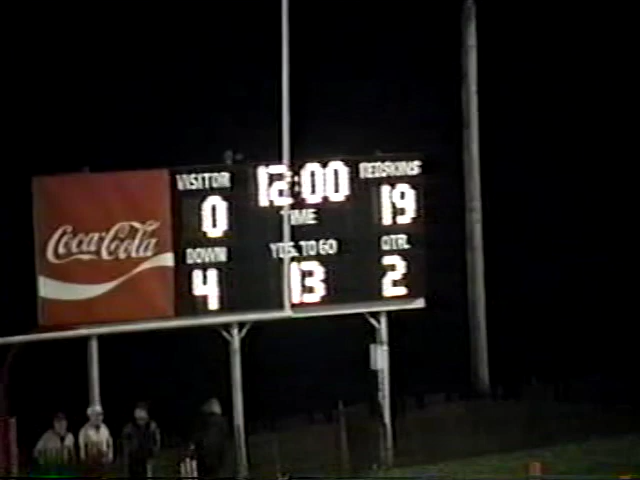 Coca-Cola
VISITOR 12:00 REDSKINS
0 TIME 19
DOWN YDS. TO GO QTR.
4 13 2